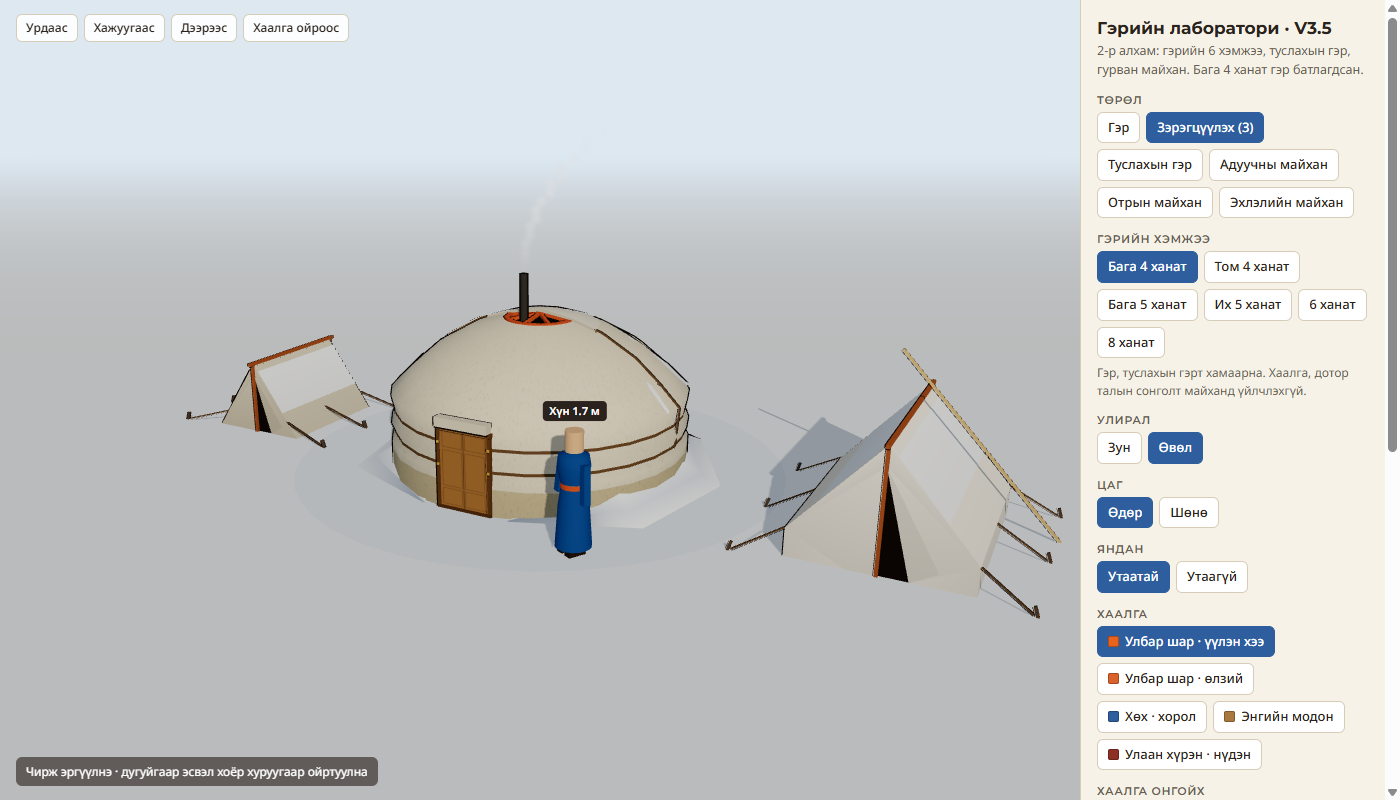 Урдаас
Хажуугаас
Дээрээс
Хаалга ойроос
Хүн 1.7 м
Чирж эргүүлнэ · дугуйгаар эсвэл хоёр хуруугаар ойртуулна
Гэрийн лаборатори · V3.5
2-р алхам: гэрийн 6 хэмжээ, туслахын гэр,
гурван майхан. Бага 4 ханат гэр батлагдсан.
ТӨРӨЛ
Гэр
Зэрэгцүүлэх (3)
Туслахын гэр
Адуучны майхан
Отрын майхан
Эхлэлийн майхан
ГЭРИЙН ХЭМЖЭЭ
Бага 4 ханат
Том 4 ханат
Бага 5 ханат
Их 5 ханат
6 ханат
8 ханат
Гэр, туслахын гэрт хамаарна. Хаалга, дотор
талын сонголт майханд үйлчлэхгүй.
УЛИРАЛ
Зун
Өвөл
ЦАГ
Өдөр
Шөнө
ЯНДАН
Утаатай
Утаагүй
ХААЛГА
Улбар шар · үүлэн хээ
Улбар шар · өлзий
Хөх · хорол
Энгийн модон
Улаан хүрэн · нүдэн
ХААЛГА ОНГОЙХ